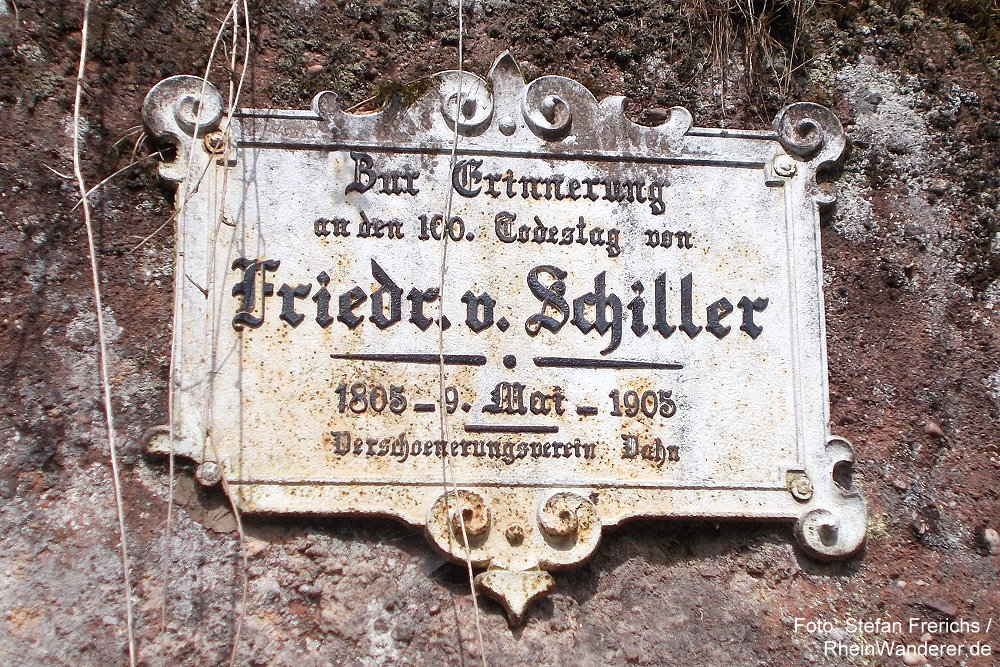 Zur Erinnerung
an den 100. Todestag von
Friedr. v. Schiller
1805 – 9. Mai – 1905
Verschoenerungsverein Dahn
Foto: Stefan Frerichs /
RheinWanderer.de